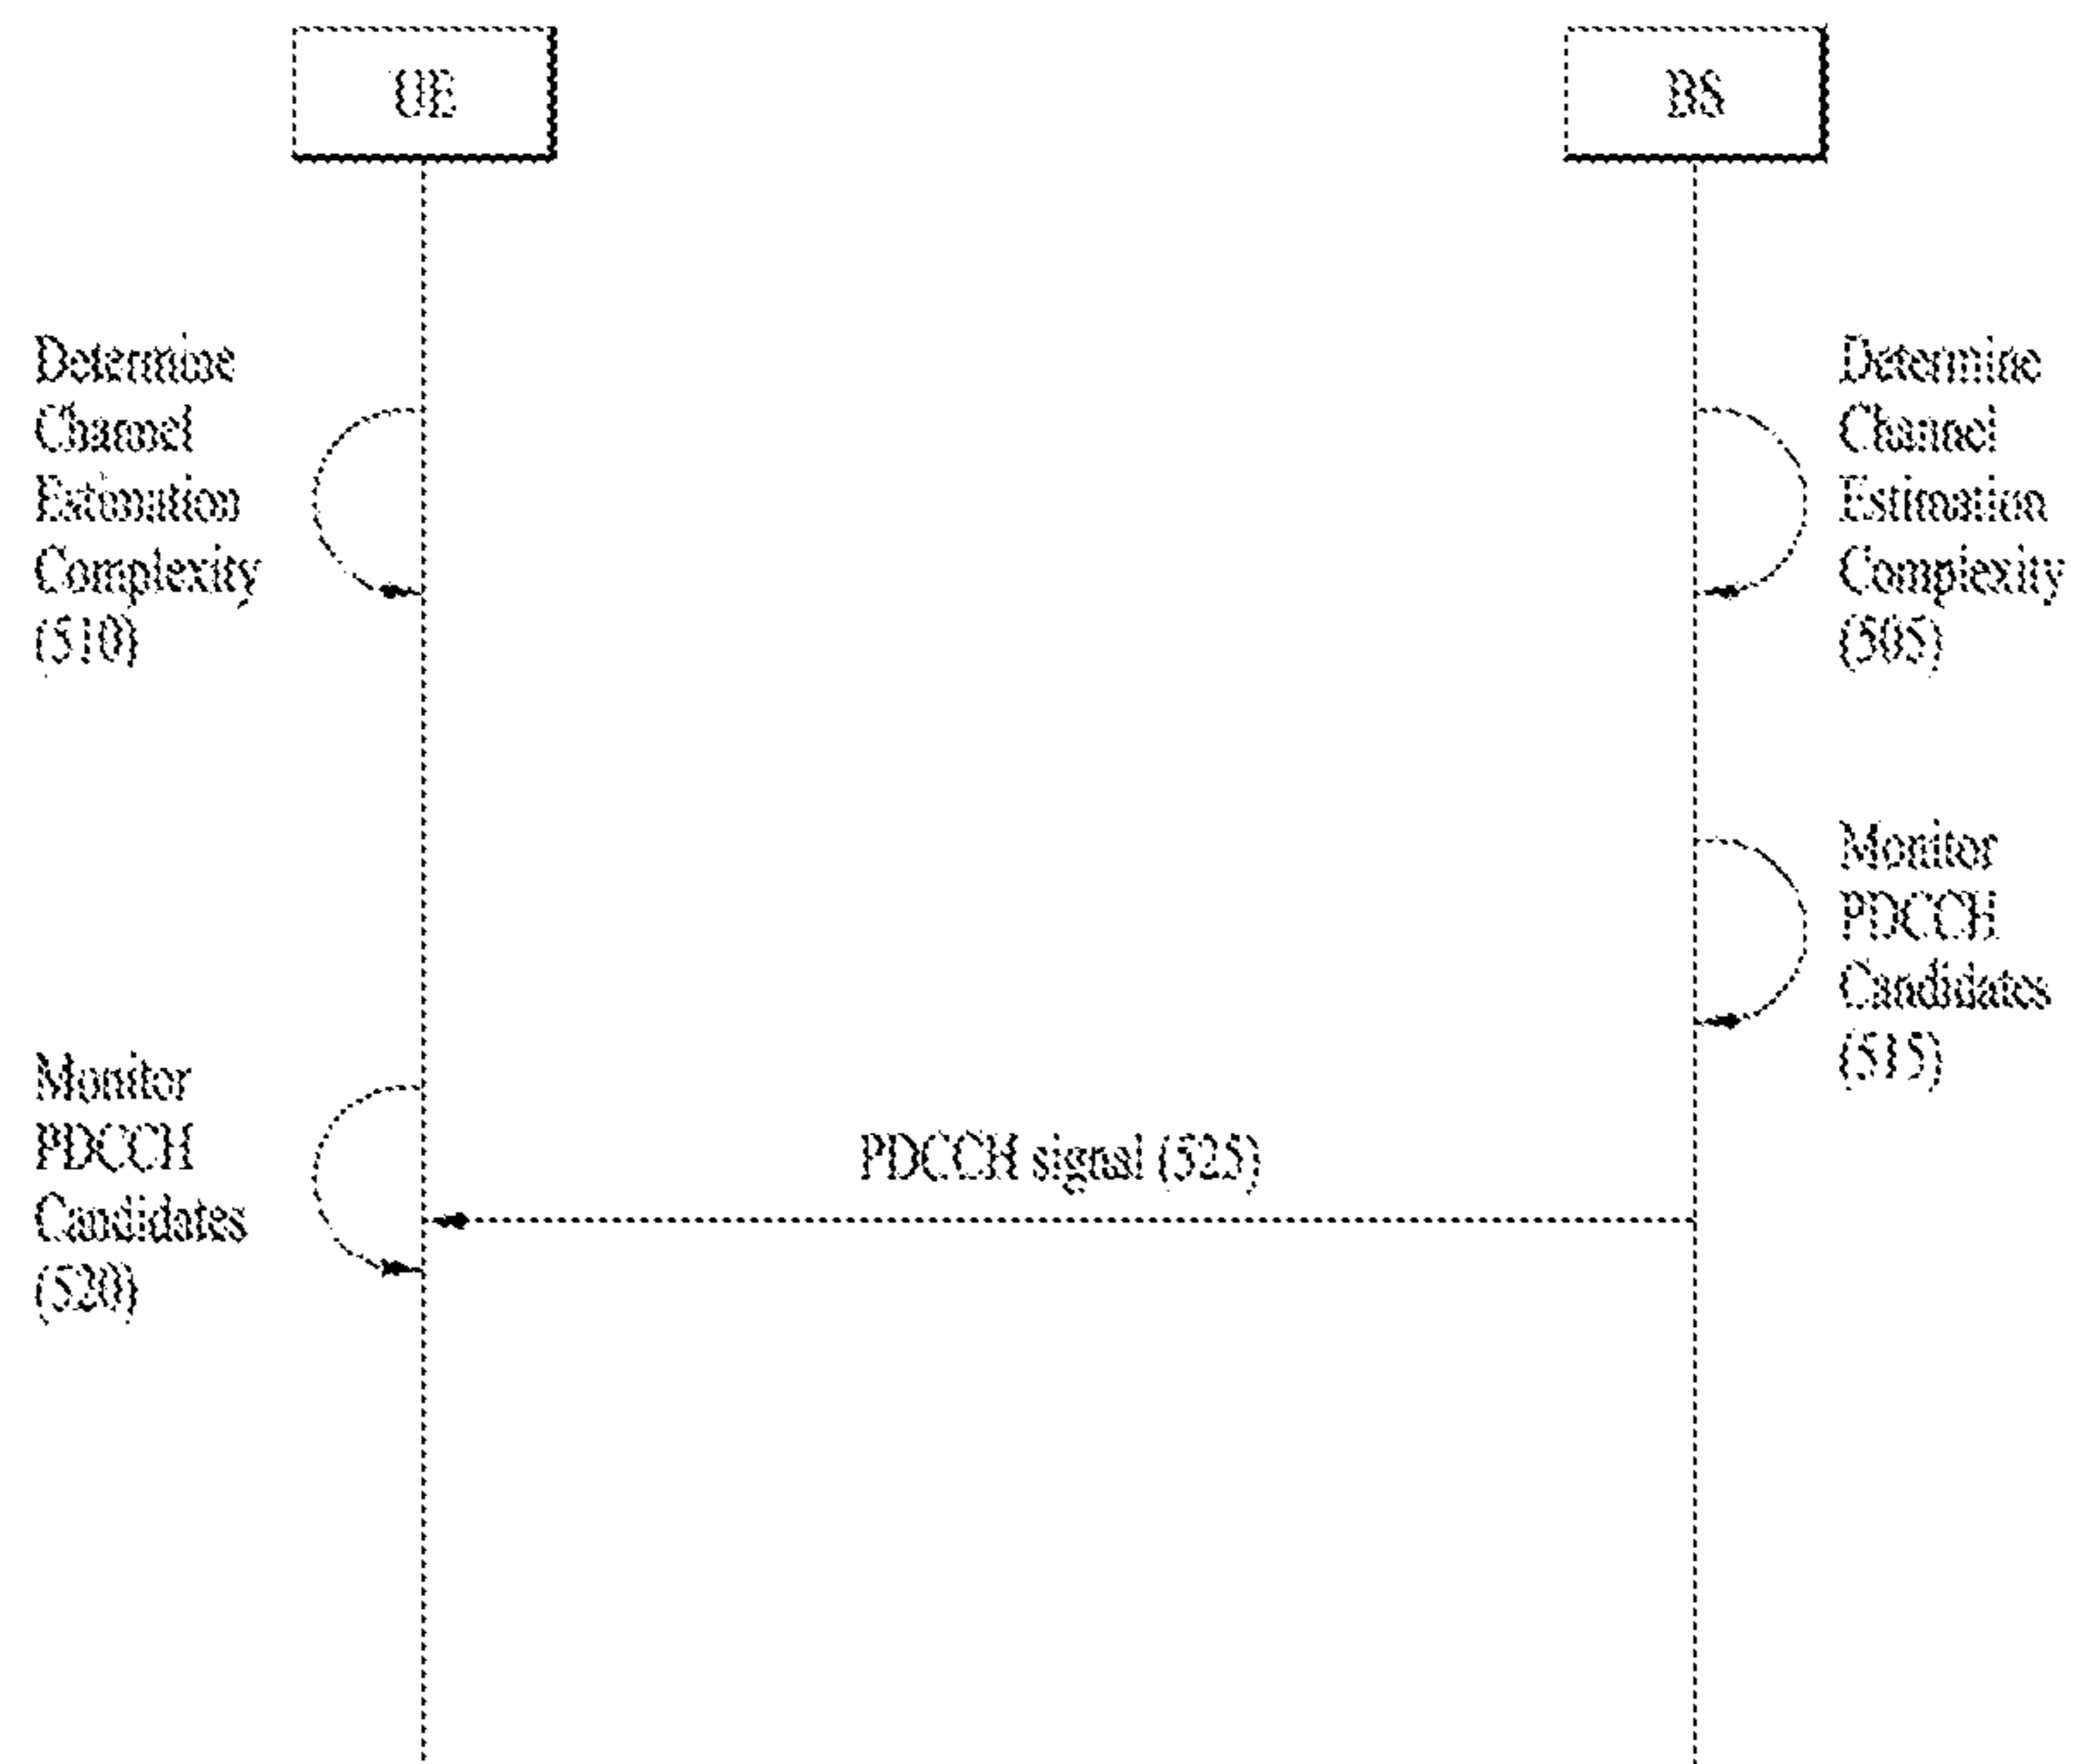 UE
BS
Determine
Channel
Estimation
Complexity
(510)
Determine
Channel
Estimation
Complexity
(505)
Monitor
PDCCH
Candidates
(515)
Monitor
PDCCH
Candidates
(520)
PDCCH signal (525)